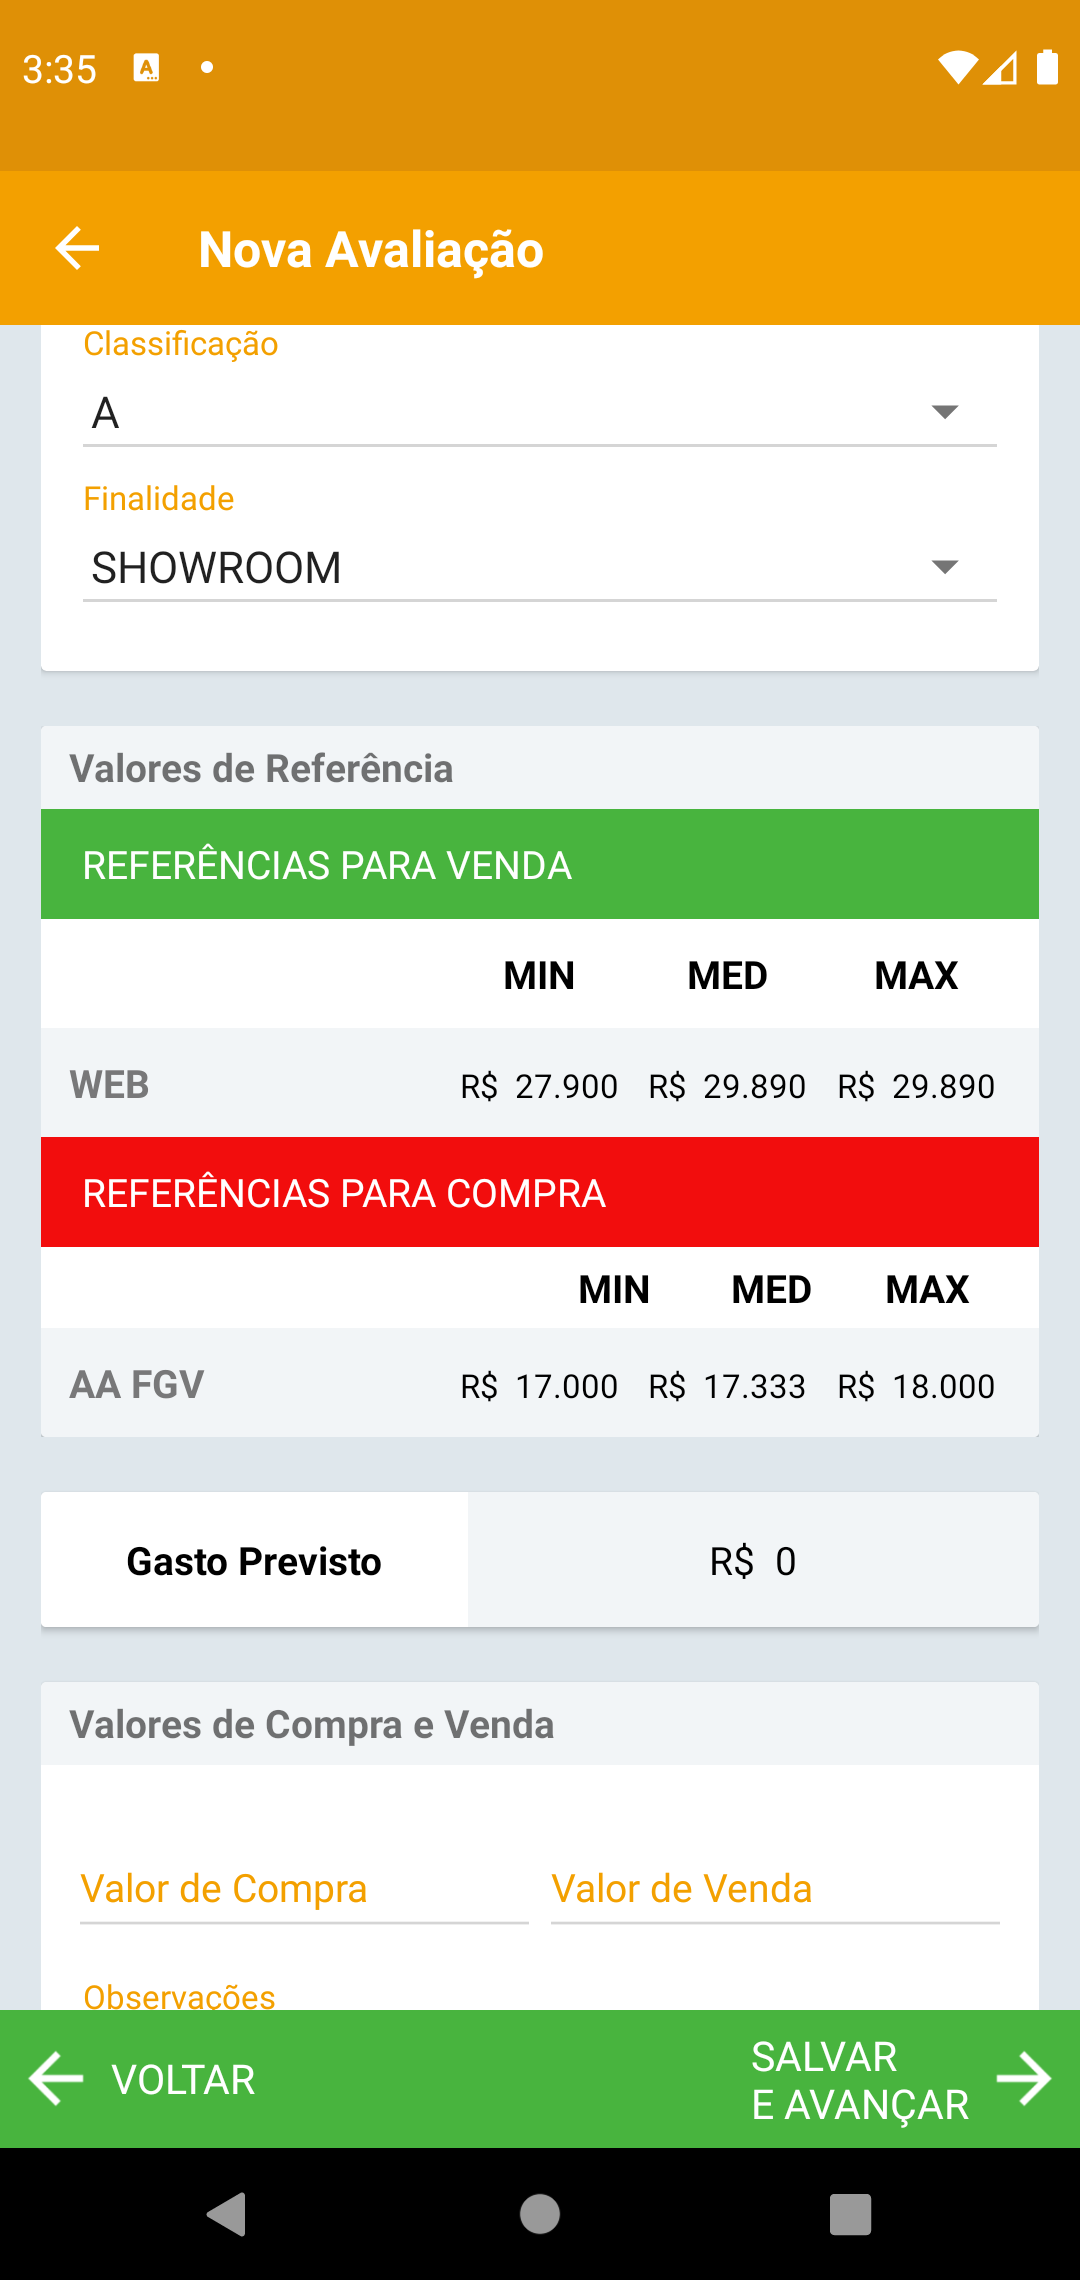 3:35
Nova Avaliação
Classificação
A
Finalidade
SHOWROOM
Valores de Referência
REFERÊNCIAS PARA VENDA
MIN MED MAX
WEB R$ 27.900 R$ 29.890 R$ 29.890
REFERÊNCIAS PARA COMPRA
MIN MED MAX
AA FGV R$ 17.000 R$ 17.333 R$ 18.000
Gasto Previsto R$ 0
Valores de Compra e Venda
Valor de Compra Valor de Venda
Observações
VOLTAR
SALVAR
E AVANÇAR